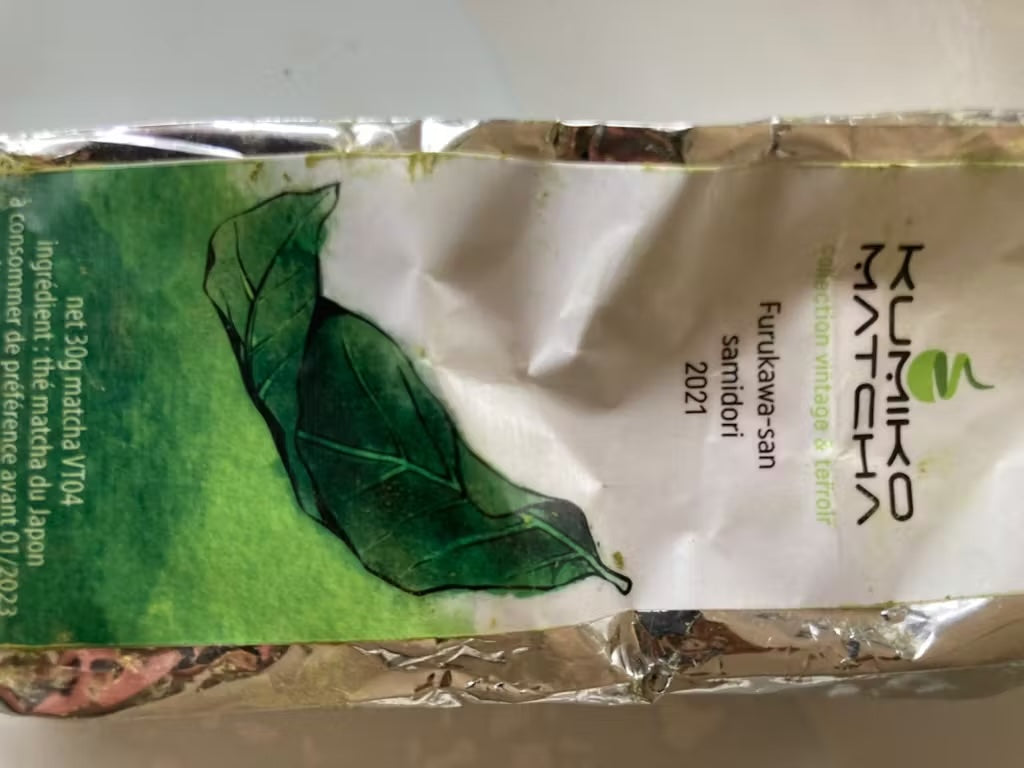 KUMIKO
MATCHA
collection vintage & terroir
Furukawa-san
samidori
2021
net 30g matcha VT04
ingrédient : thé matcha du Japon
à consommer de préférence avant 01/2023